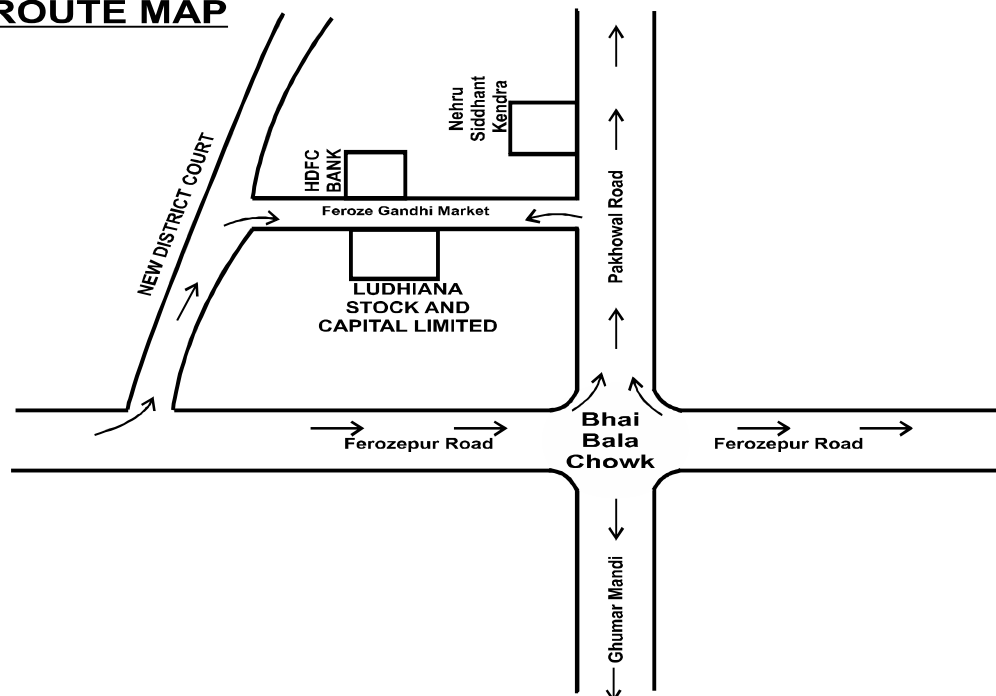 ROUTE MAP
Nehru
Siddhant
Kendra
HDFC
BANK
NEW DISTRICT COURT
Feroze Gandhi Market
Pakhowal Road
LUDHIANA
STOCK AND
CAPITAL LIMITED
Bhai
Bala
Chowk
Ferozepur Road
Ferozepur Road
Ghumar Mandi